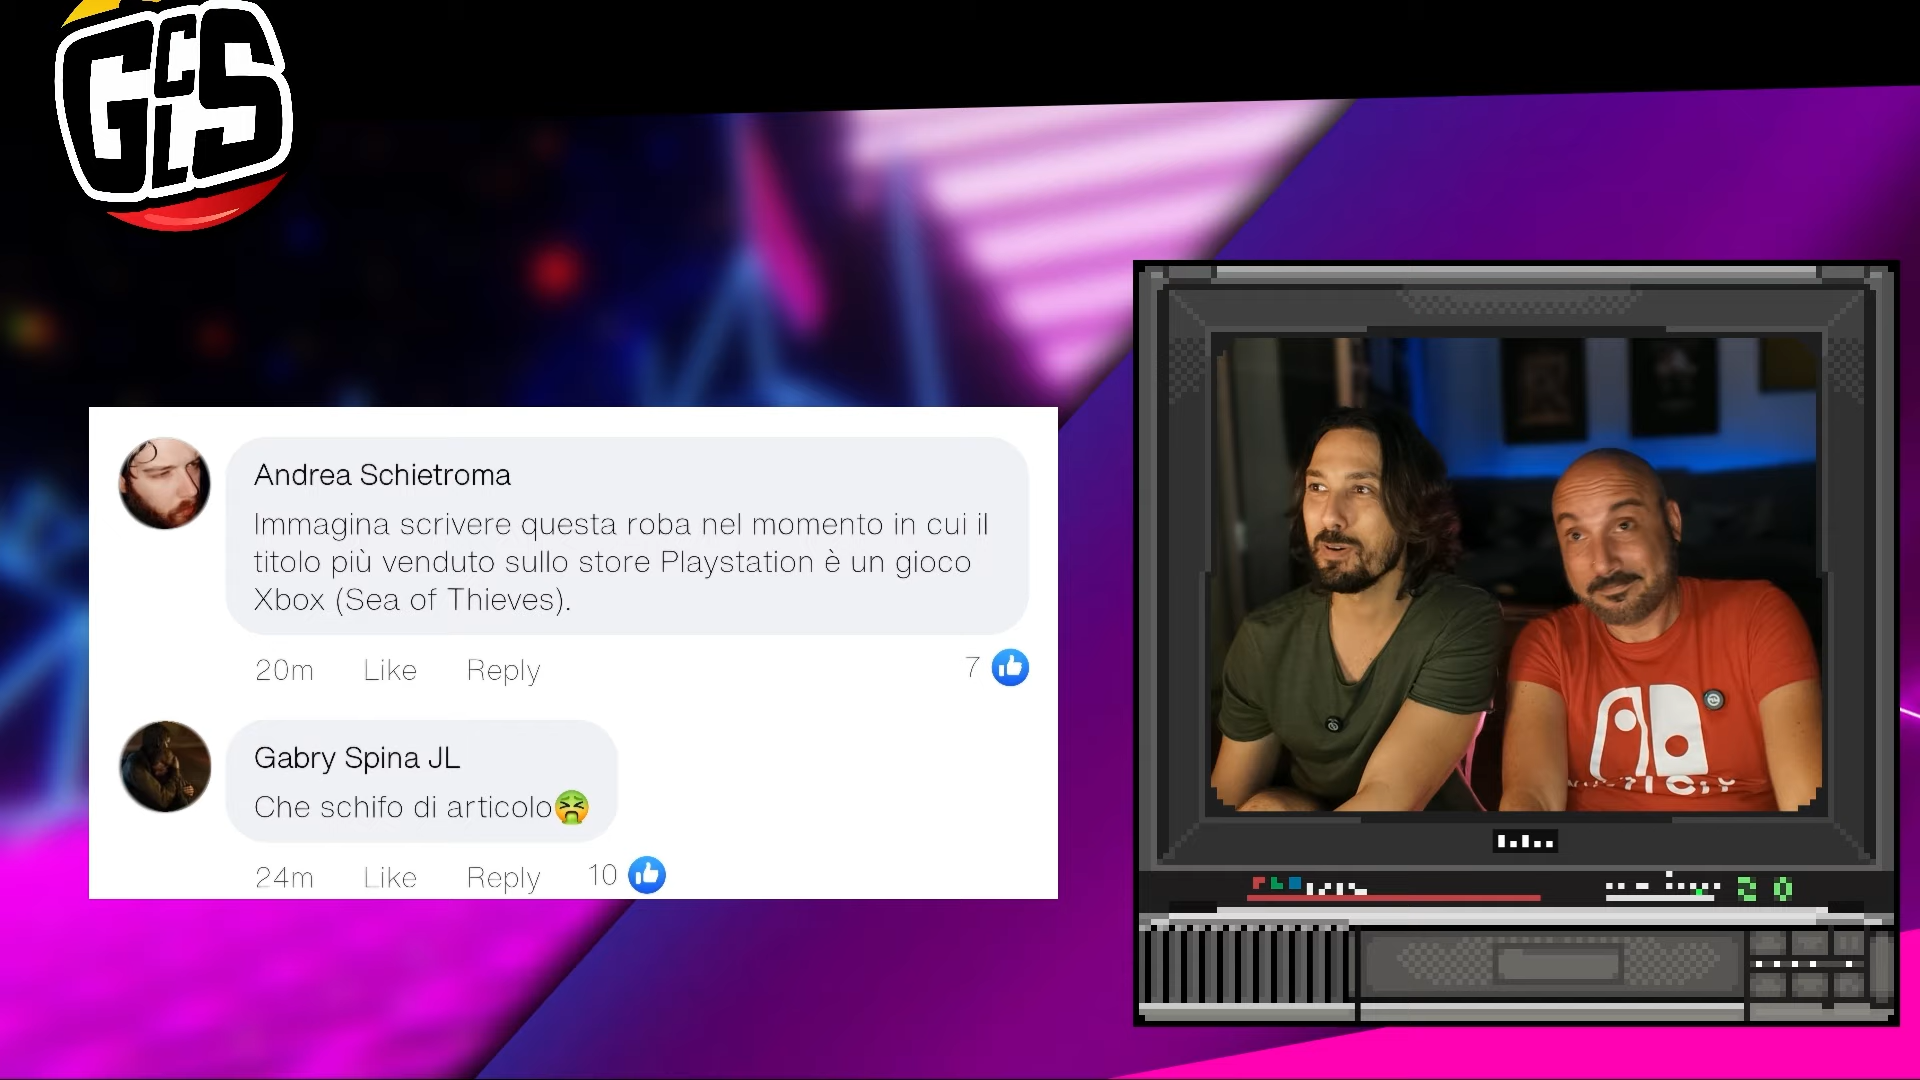 GCLS
Andrea Schietroma
Immagina scrivere questa roba nel momento in cui il
titolo più venduto sullo store Playstation è un gioco
Xbox (Sea of Thieves).
20m Like Reply 7
Gabry Spina JL
Che schifo di articolo🤮
24m Like Reply 10
20